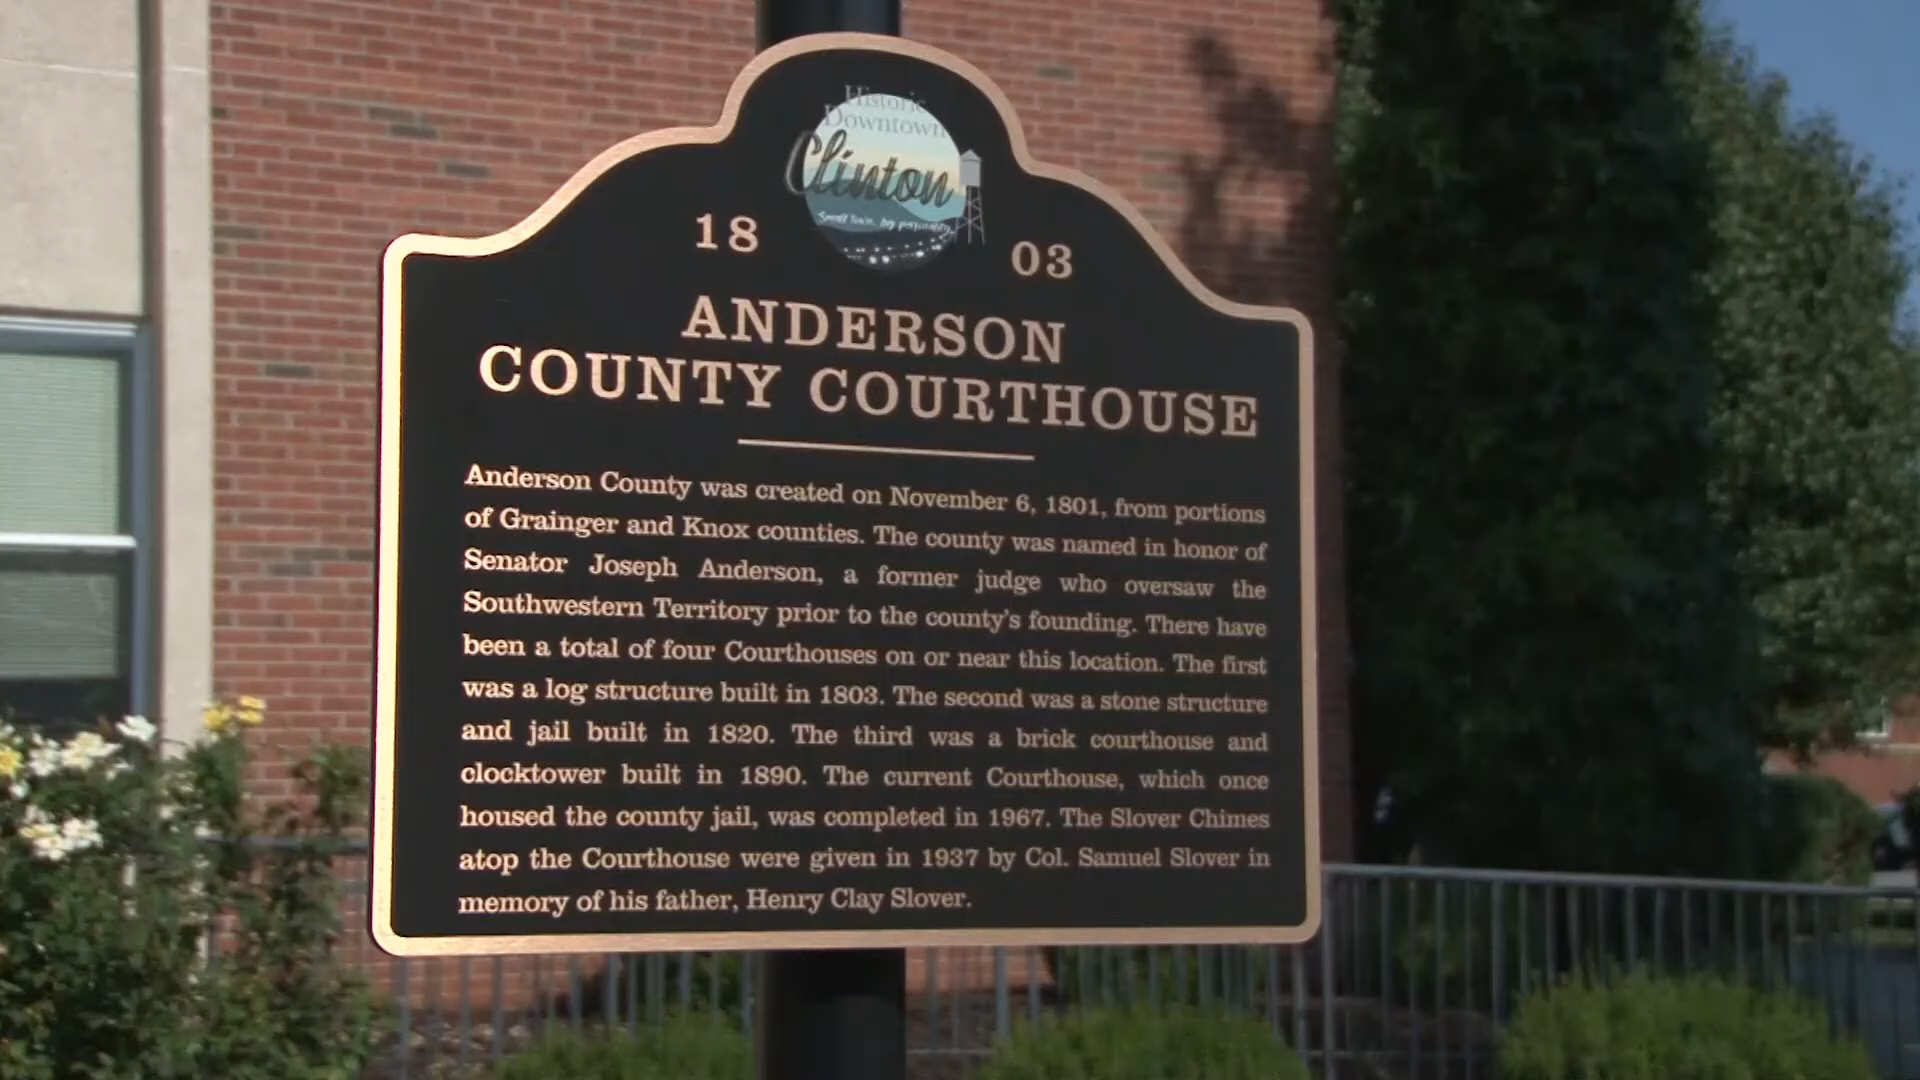 Historic
Downtown
Clinton
Small town. Big personality.
18 03
ANDERSON
COUNTY COURTHOUSE
Anderson County was created on November 6, 1801, from portions
of Grainger and Knox counties. The county was named in honor of
Senator Joseph Anderson, a former judge who oversaw the
Southwestern Territory prior to the county's founding. There have
been a total of four Courthouses on or near this location. The first
was a log structure built in 1803. The second was a stone structure
and jail built in 1820. The third was a brick courthouse and
clocktower built in 1890. The current Courthouse, which once
housed the county jail, was completed in 1967. The Slover Chimes
atop the Courthouse were given in 1937 by Col. Samuel Slover in
memory of his father, Henry Clay Slover.